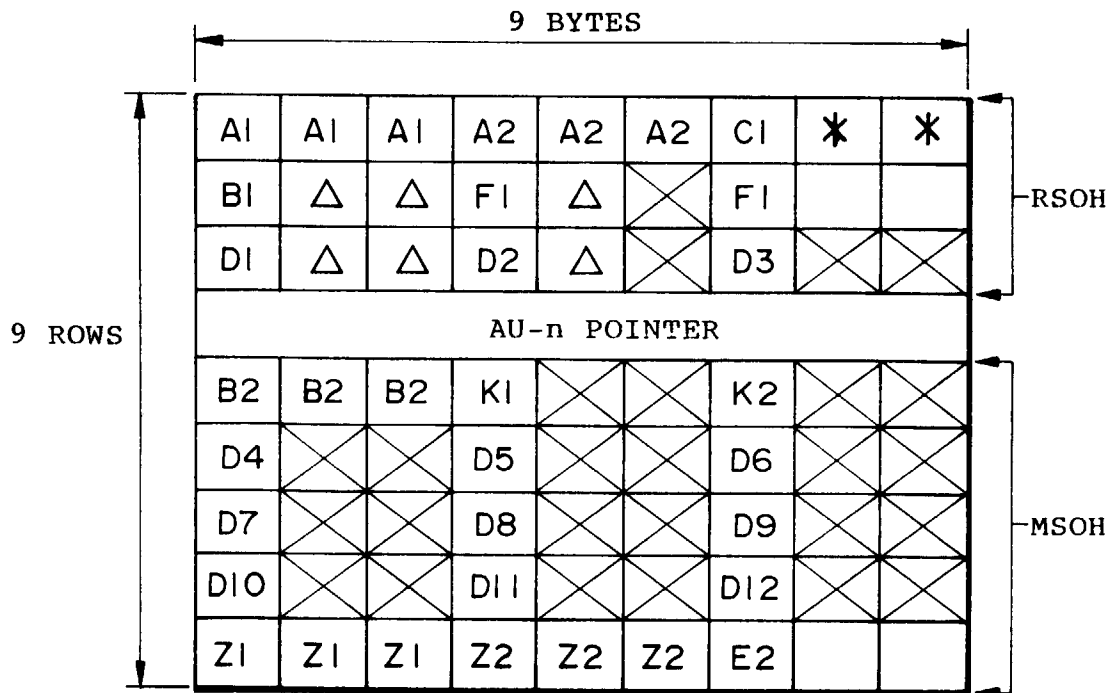 9 BYTES
A1 A1 A1 A2 A2 A2 C1 * *
B1 △ △ F1 △ F1
RSOH
D1 △ △ D2 △ D3
9 ROWS
AU-n POINTER
B2 B2 B2 K1 K2
D4 D5 D6
D7 D8 D9
MSOH
D10 D11 D12
Z1 Z1 Z1 Z2 Z2 Z2 E2